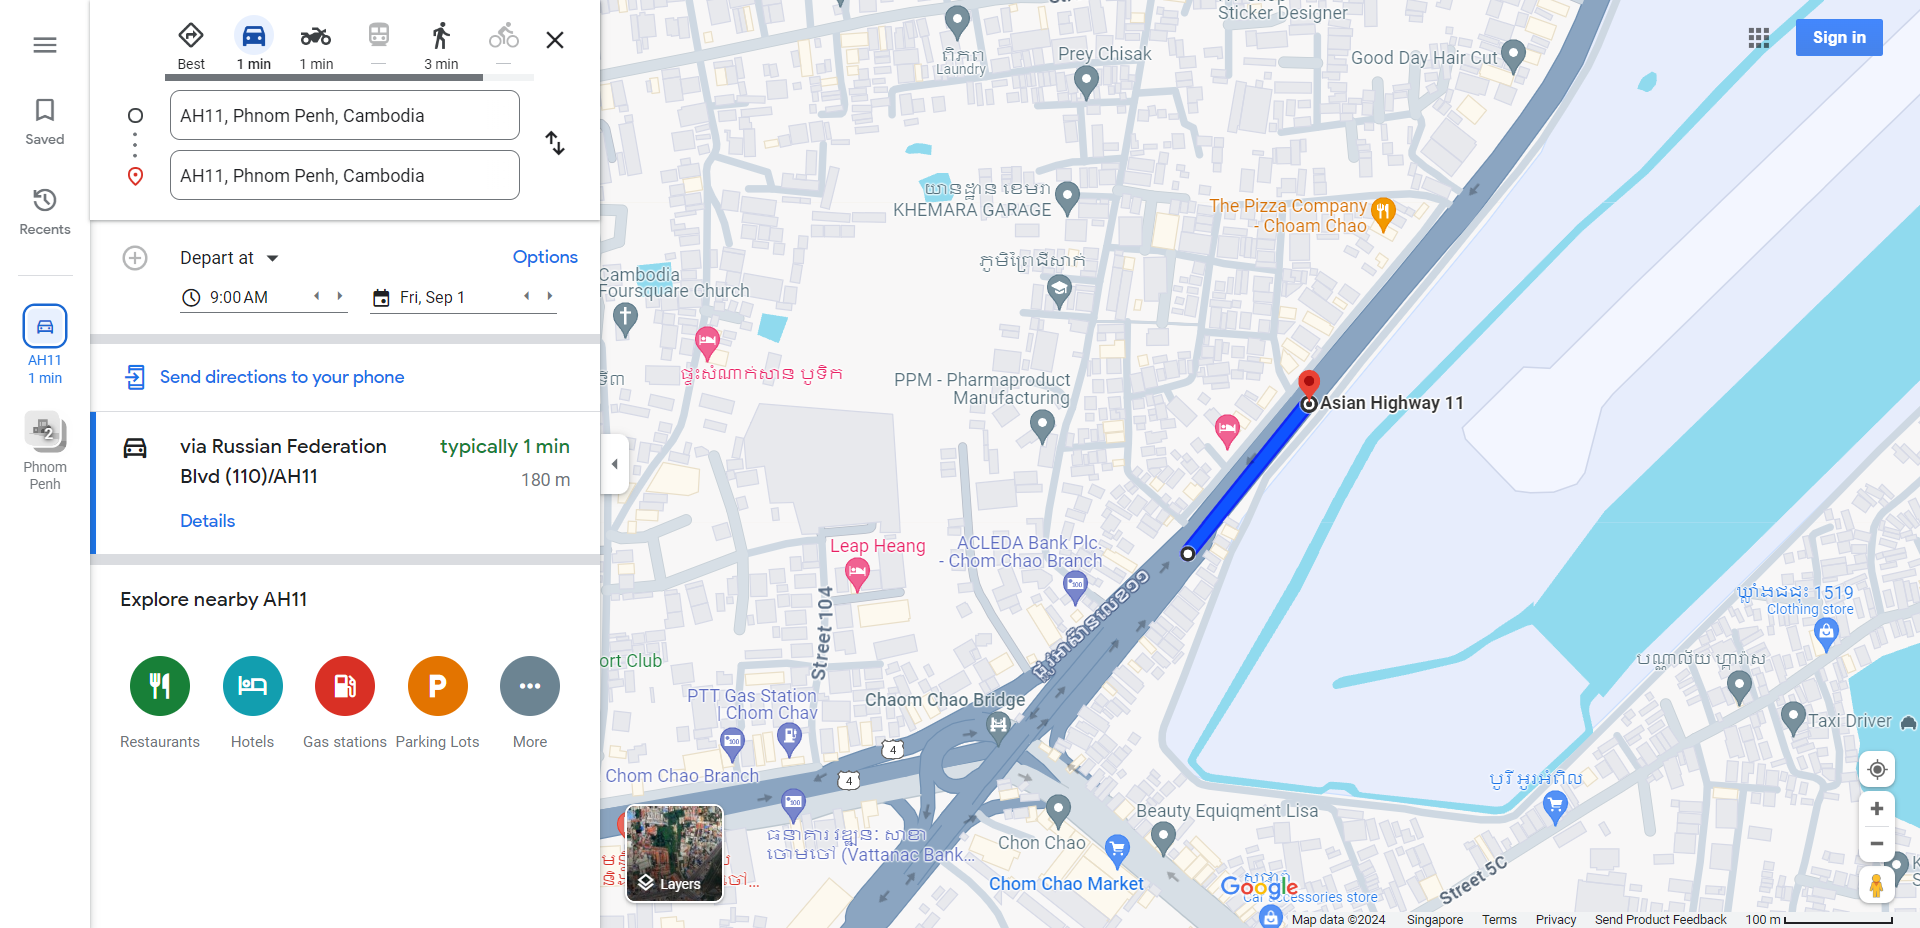 Best
1 min
1 min
—
3 min
—
AH11, Phnom Penh, Cambodia
AH11, Phnom Penh, Cambodia
Saved
Recents
AH11
1 min
2
Phnom
Penh
Depart at
Options
9:00 AM
Fri, Sep 1
Send directions to your phone
via Russian Federation
Blvd (110)/AH11
typically 1 min
180 m
Details
Explore nearby AH11
Restaurants
Hotels
Gas stations
P
Parking Lots
More
Sign in
Sticker Designer
ពិភព
Laundry
Prey Chisak
Good Day Hair Cut
យានដ្ឋាន ខេមរា
KHEMARA GARAGE
The Pizza Company
- Choam Chao
ភូមិព្រៃជីសាក់
Cambodia
Foursquare Church
ផ្ទះសំណាក់សាន បូទិក
PPM - Pharmaproduct
Manufacturing
Asian Highway 11
Leap Heang
ACLEDA Bank Plc.
- Chom Chao Branch
Street 104
ort Club
PTT Gas Station
| Chom Chav
Chaom Chao Bridge
4
4
Chom Chao Branch
ធនាគារ វឌ្ឍនៈ សាខា
ចោមចៅ (Vattanac Bank...
Beauty Equiqment Lisa
Chon Chao
Chom Chao Market
ឃ្លាំងជជុះ 1519
Clothing store
បណ្ណាល័យ ហ្គារ៉ាស
Taxi Driver
បូរី អូរអំពិល
Street 5C
Car accessories store
Layers
Google
Map data ©2024
Singapore
Terms
Privacy
Send Product Feedback
100 m